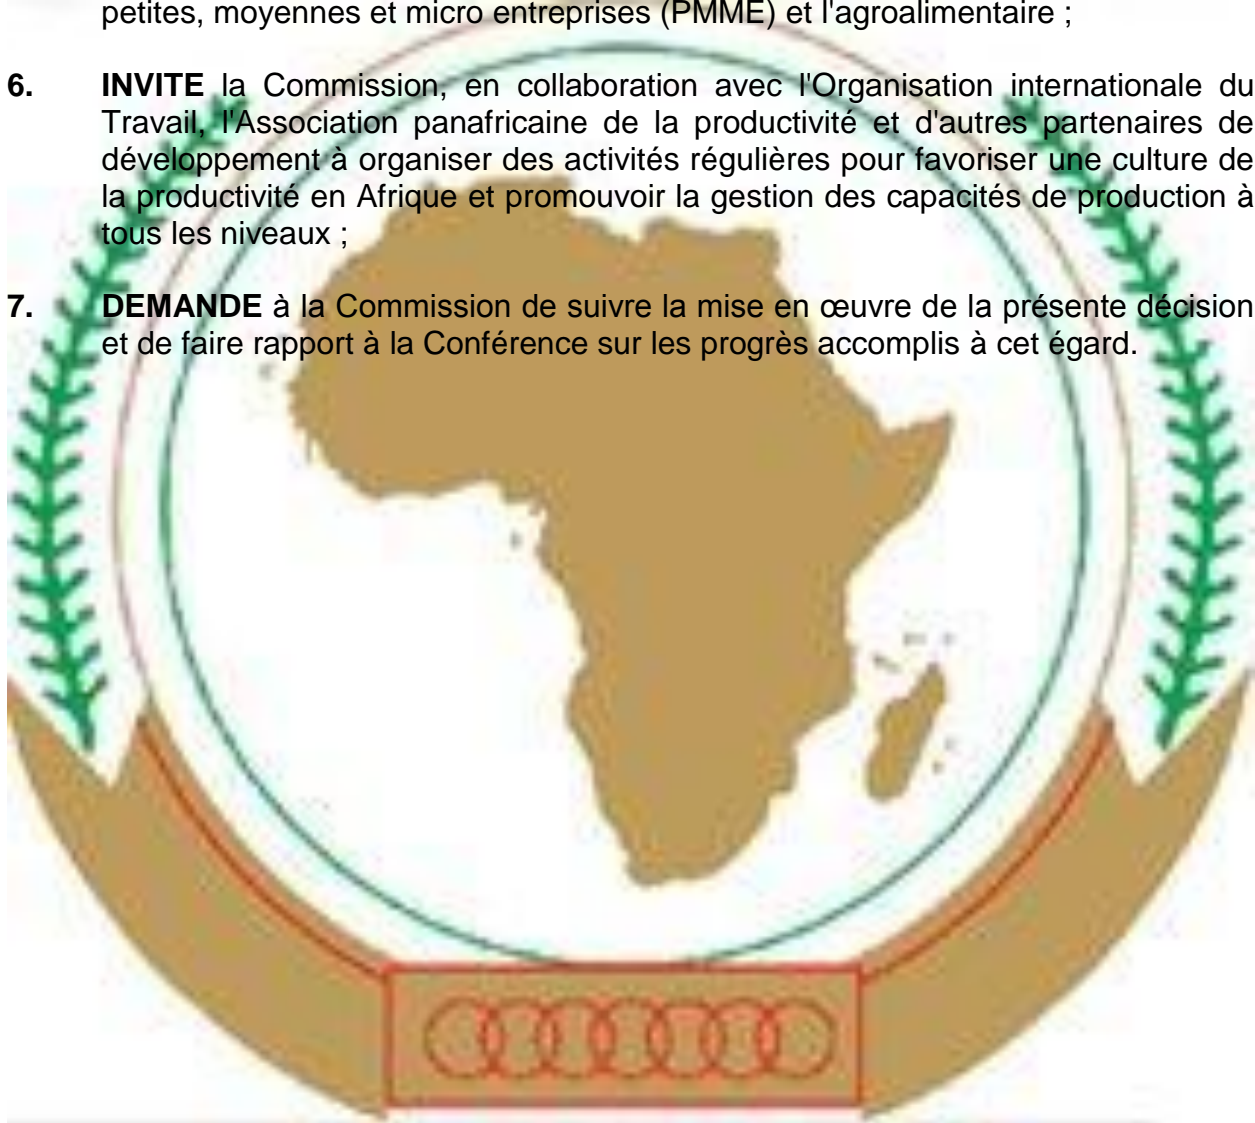 petites, moyennes et micro entreprises (PMME) et l'agroalimentaire ;
6. INVITE la Commission, en collaboration avec l'Organisation internationale du
Travail, l'Association panafricaine de la productivité et d'autres partenaires de
développement à organiser des activités régulières pour favoriser une culture de
la productivité en Afrique et promouvoir la gestion des capacités de production à
tous les niveaux ;
7. DEMANDE à la Commission de suivre la mise en œuvre de la présente décision
et de faire rapport à la Conférence sur les progrès accomplis à cet égard.